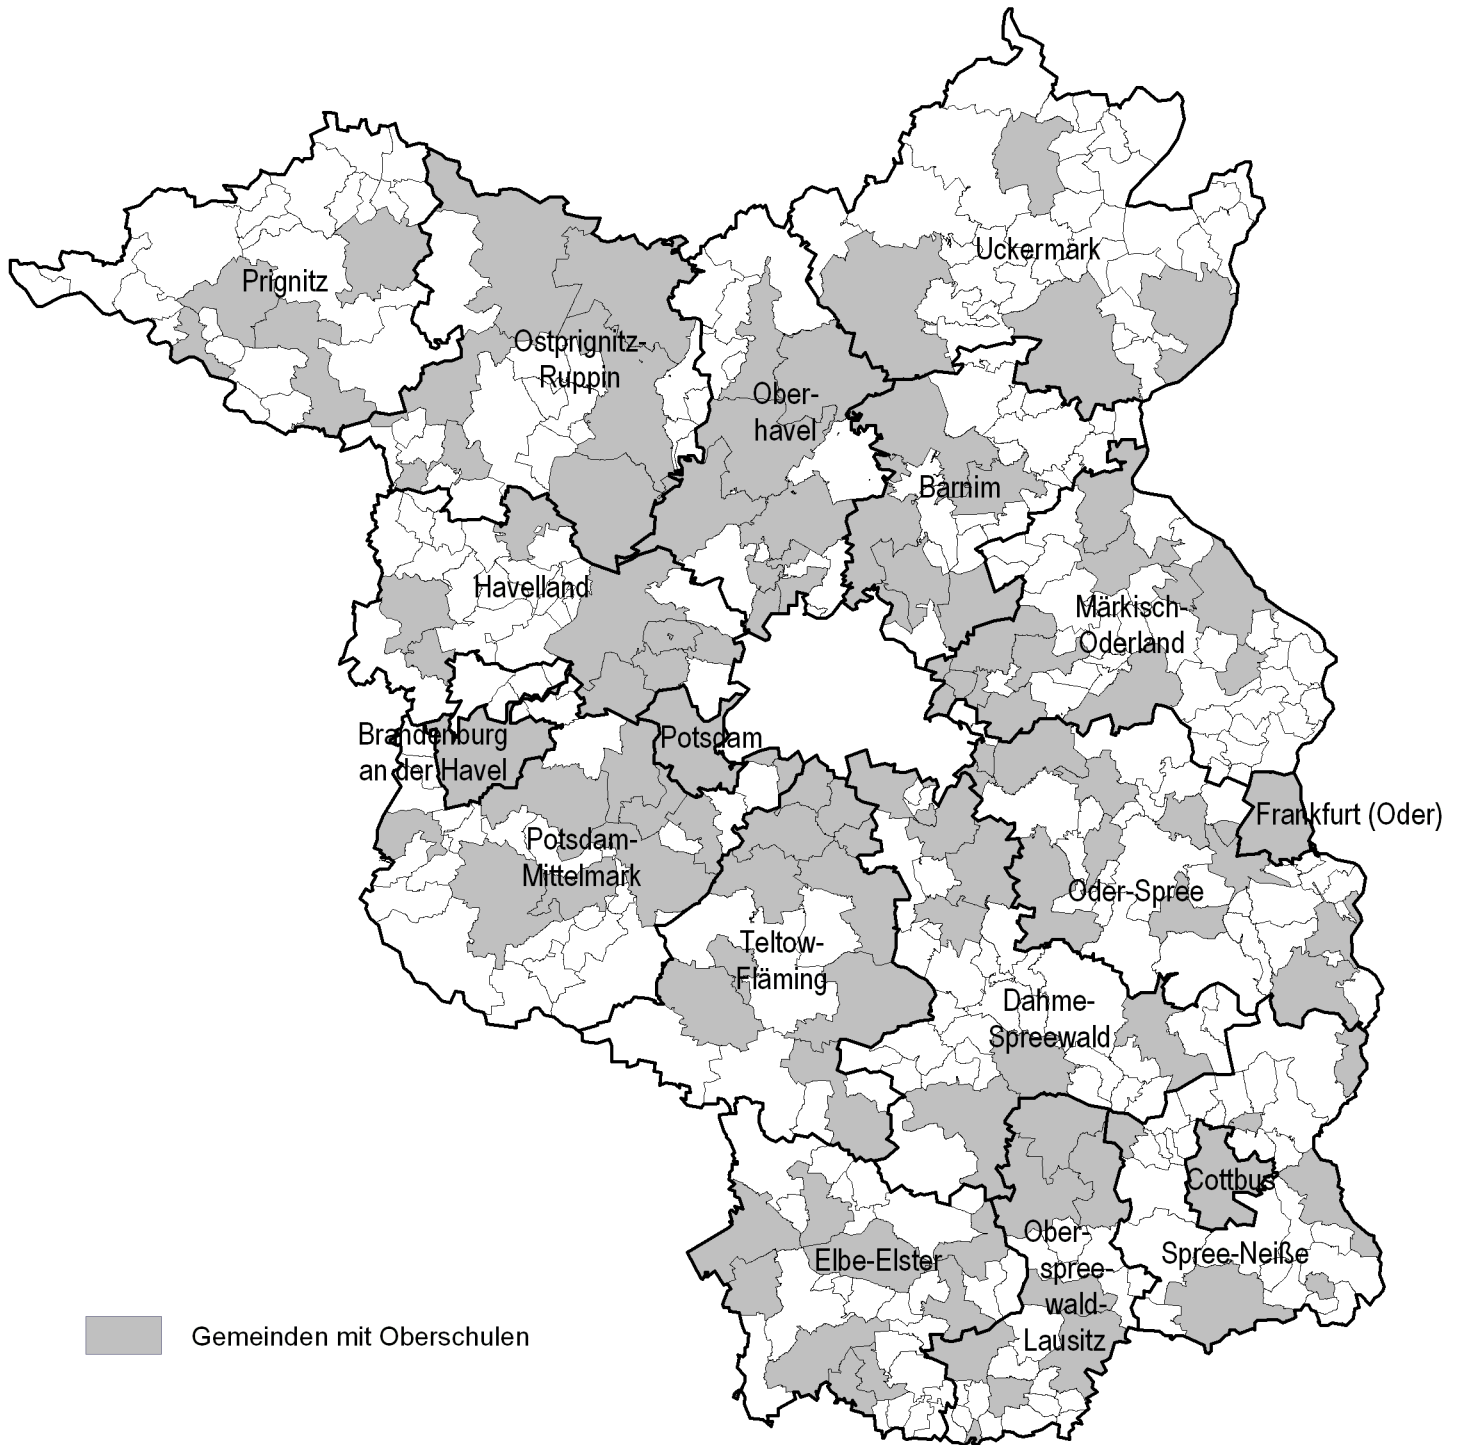 Uckermark
Prignitz
Ostprignitz-
Ruppin
Ober-
havel
Barnim
Havelland
Märkisch-
Oderland
Brandenburg
an der Havel
Potsdam
Frankfurt (Oder)
Potsdam-
Mittelmark
Oder-Spree
Teltow-
Fläming
Dahme-
Spreewald
Cottbus
Elbe-Elster
Ober-
spree-
wald-
Lausitz
Spree-Neiße
Gemeinden mit Oberschulen